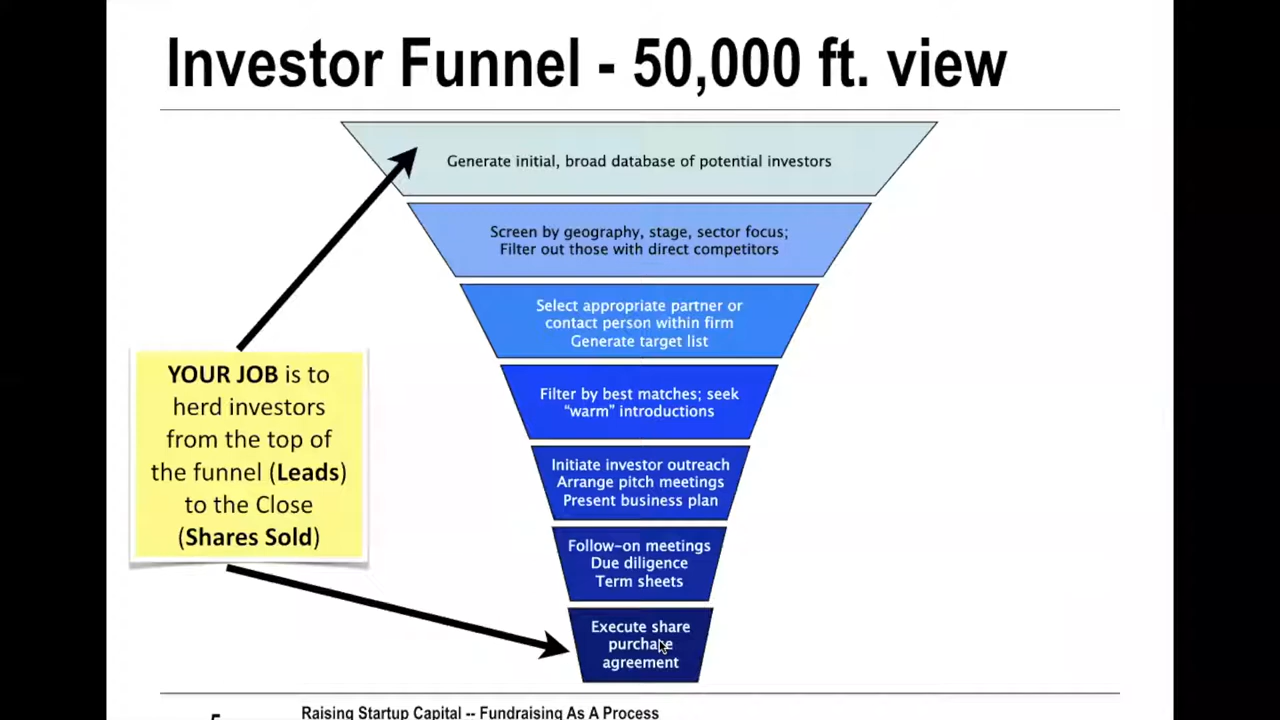 Investor Funnel - 50,000 ft. view
Generate initial, broad database of potential investors
Screen by geography, stage, sector focus;
Filter out those with direct competitors
Select appropriate partner or
contact person within firm
Generate target list
Filter by best matches; seek
“warm” introductions
Initiate investor outreach
Arrange pitch meetings
Present business plan
Follow-on meetings
Due diligence
Term sheets
Execute share
purchase
agreement
YOUR JOB is to
herd investors
from the top of
the funnel (Leads)
to the Close
(Shares Sold)
5
Raising Startup Capital -- Fundraising As A Process